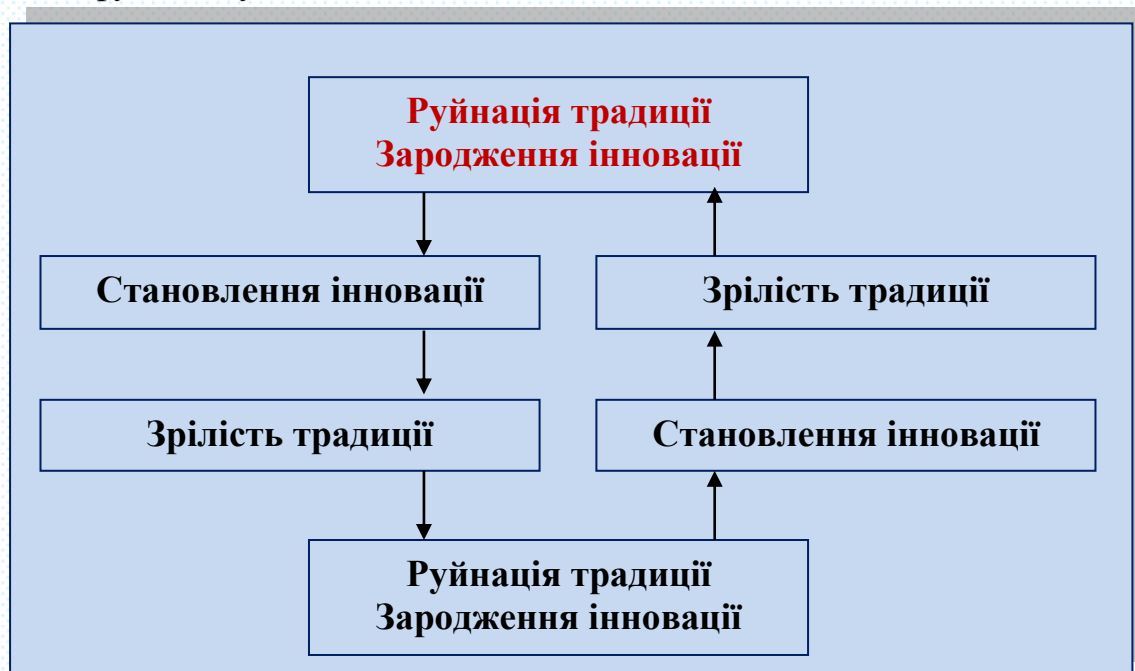 Руйнація традиції
Зародження інновації
Становлення інновації
Зрілість традиції
Зрілість традиції
Становлення інновації
Руйнація традиції
Зародження інновації